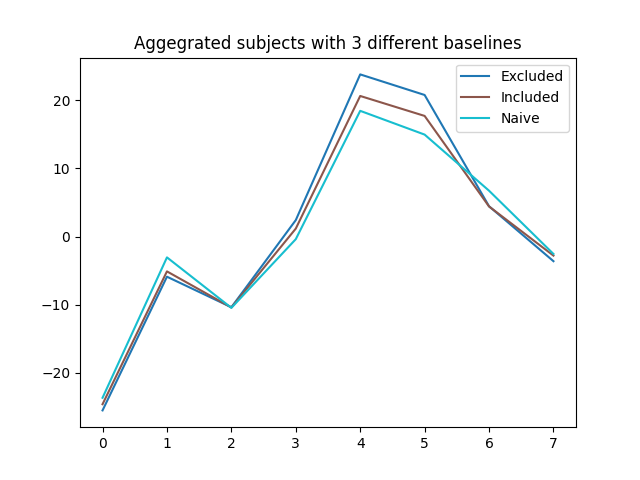 Aggegrated subjects with 3 different baselines
Excluded
Included
Naive
20
10
0
−10
−20
0 1 2 3 4 5 6 7